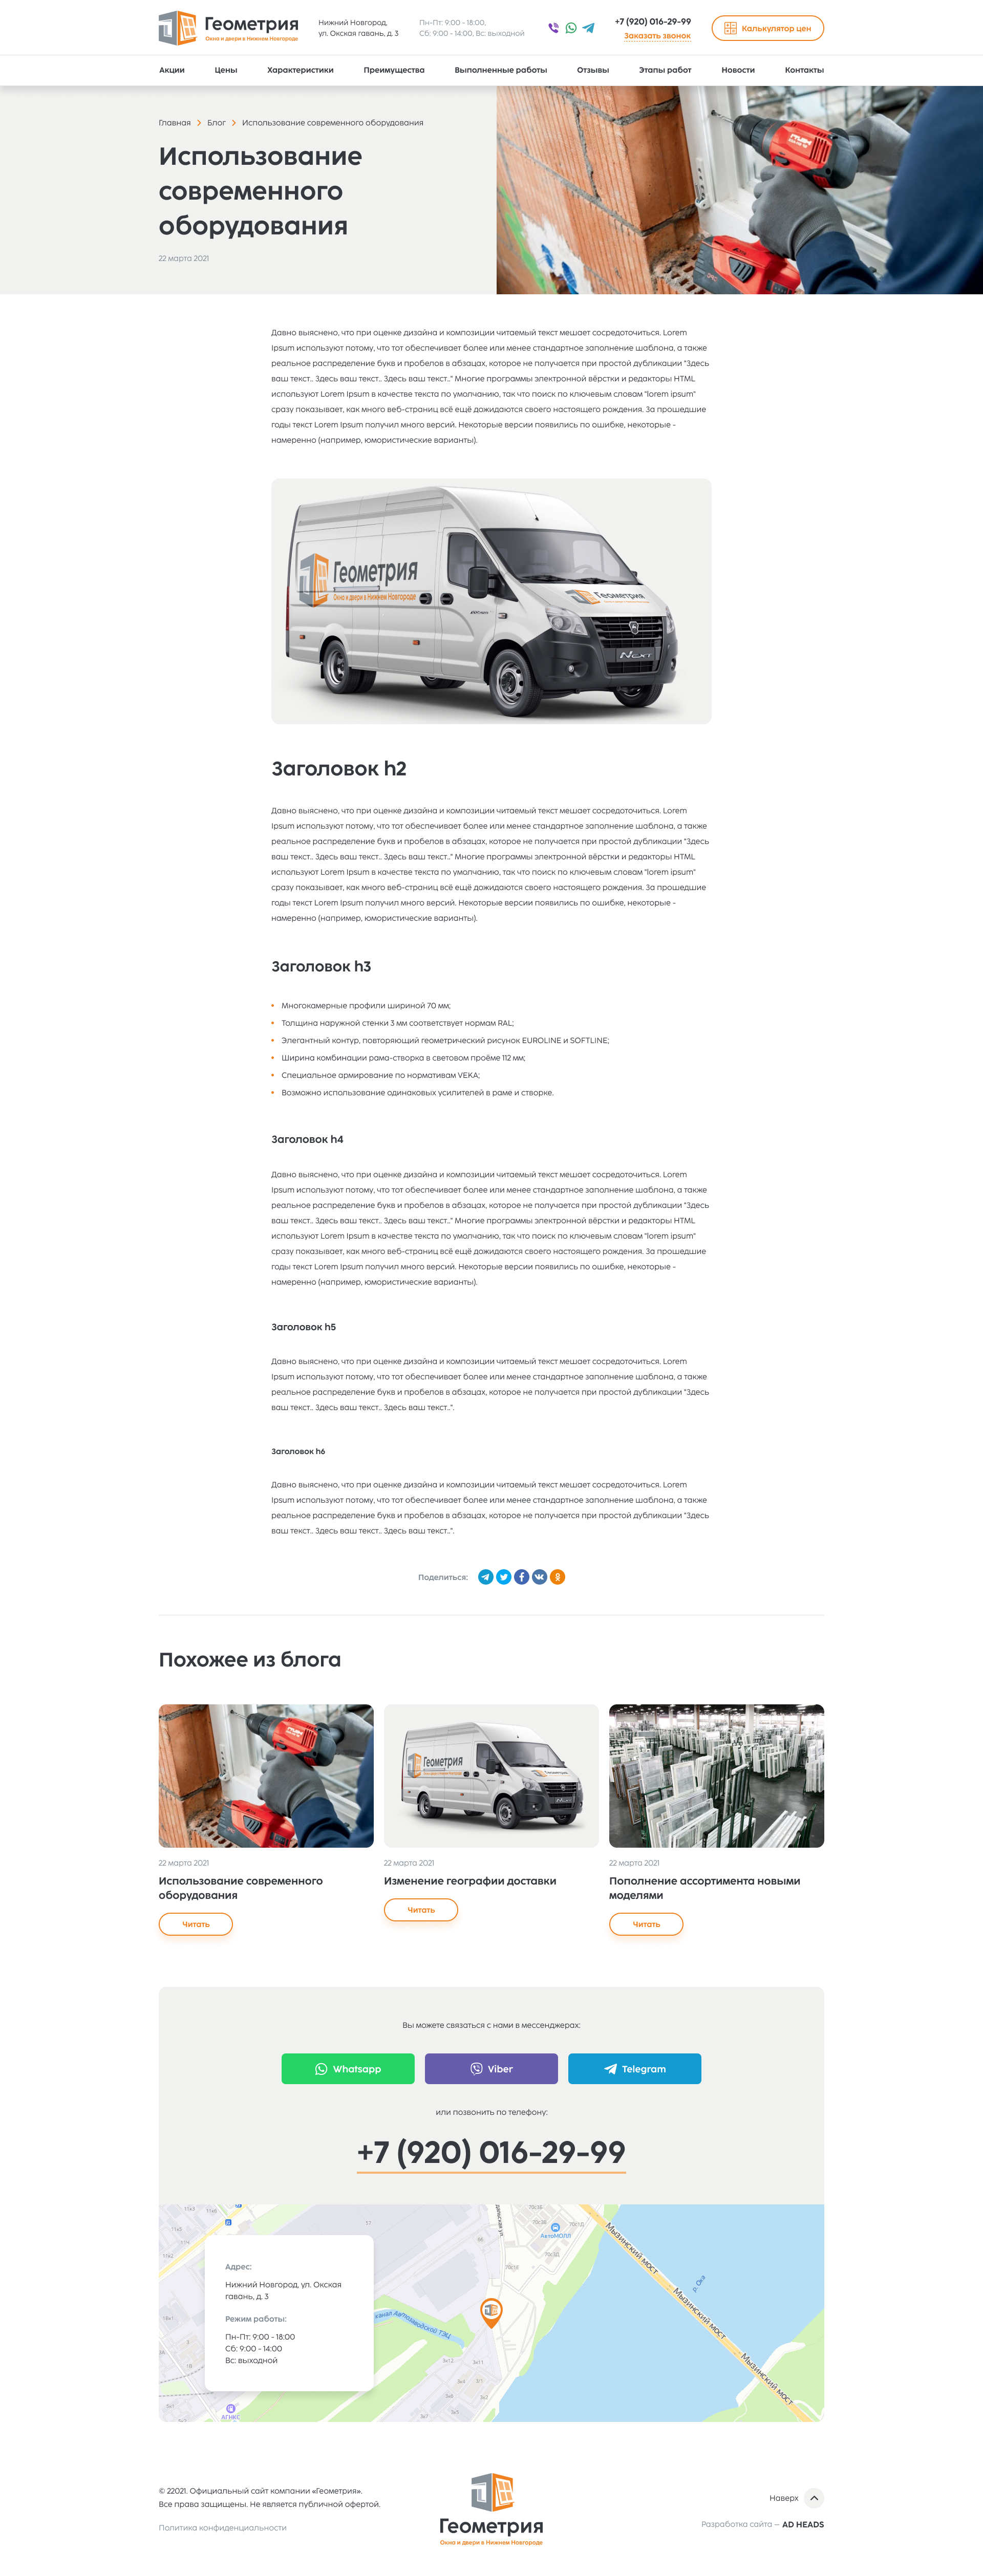 Геометрия
Окна и двери в Нижнем Новгороде
Нижний Новгород,
ул. Окская гавань, д. 3
Пн-Пт: 9:00 - 18:00,
Сб: 9:00 - 14:00, Вс: выходной
+7 (920) 016-29-99
Заказать звонок
Калькулятор цен
Акции Цены Характеристики Преимущества Выполненные работы Отзывы Этапы работ Новости Контакты
Главная Блог Использование современного оборудования
Использование
современного
оборудования
22 марта 2021
Давно выяснено, что при оценке дизайна и композиции читаемый текст мешает сосредоточиться. Lorem
Ipsum используют потому, что тот обеспечивает более или менее стандартное заполнение шаблона, а также
реальное распределение букв и пробелов в абзацах, которое не получается при простой дубликации "Здесь
ваш текст.. Здесь ваш текст.. Здесь ваш текст.." Многие программы электронной вёрстки и редакторы HTML
используют Lorem Ipsum в качестве текста по умолчанию, так что поиск по ключевым словам "lorem ipsum"
сразу показывает, как много веб-страниц всё ещё дожидаются своего настоящего рождения. За прошедшие
годы текст Lorem Ipsum получил много версий. Некоторые версии появились по ошибке, некоторые -
намеренно (например, юмористические варианты).
Геометрия
Окна и двери в Нижнем Новгороде
Геометрия
NEXT
Заголовок h2
Давно выяснено, что при оценке дизайна и композиции читаемый текст мешает сосредоточиться. Lorem
Ipsum используют потому, что тот обеспечивает более или менее стандартное заполнение шаблона, а также
реальное распределение букв и пробелов в абзацах, которое не получается при простой дубликации "Здесь
ваш текст.. Здесь ваш текст.. Здесь ваш текст.." Многие программы электронной вёрстки и редакторы HTML
используют Lorem Ipsum в качестве текста по умолчанию, так что поиск по ключевым словам "lorem ipsum"
сразу показывает, как много веб-страниц всё ещё дожидаются своего настоящего рождения. За прошедшие
годы текст Lorem Ipsum получил много версий. Некоторые версии появились по ошибке, некоторые -
намеренно (например, юмористические варианты).
Заголовок h3
Многокамерные профили шириной 70 мм;
Толщина наружной стенки 3 мм соответствует нормам RAL;
Элегантный контур, повторяющий геометрический рисунок EUROLINE и SOFTLINE;
Ширина комбинации рама-створка в световом проёме 112 мм;
Специальное армирование по нормативам VEKA;
Возможно использование одинаковых усилителей в раме и створке.
Заголовок h4
Давно выяснено, что при оценке дизайна и композиции читаемый текст мешает сосредоточиться. Lorem
Ipsum используют потому, что тот обеспечивает более или менее стандартное заполнение шаблона, а также
реальное распределение букв и пробелов в абзацах, которое не получается при простой дубликации "Здесь
ваш текст.. Здесь ваш текст.. Здесь ваш текст.." Многие программы электронной вёрстки и редакторы HTML
используют Lorem Ipsum в качестве текста по умолчанию, так что поиск по ключевым словам "lorem ipsum"
сразу показывает, как много веб-страниц всё ещё дожидаются своего настоящего рождения. За прошедшие
годы текст Lorem Ipsum получил много версий. Некоторые версии появились по ошибке, некоторые -
намеренно (например, юмористические варианты).
Заголовок h5
Давно выяснено, что при оценке дизайна и композиции читаемый текст мешает сосредоточиться. Lorem
Ipsum используют потому, что тот обеспечивает более или менее стандартное заполнение шаблона, а также
реальное распределение букв и пробелов в абзацах, которое не получается при простой дубликации "Здесь
ваш текст.. Здесь ваш текст.. Здесь ваш текст..".
Заголовок h6
Давно выяснено, что при оценке дизайна и композиции читаемый текст мешает сосредоточиться. Lorem
Ipsum используют потому, что тот обеспечивает более или менее стандартное заполнение шаблона, а также
реальное распределение букв и пробелов в абзацах, которое не получается при простой дубликации "Здесь
ваш текст.. Здесь ваш текст.. Здесь ваш текст..".
Поделиться:
Похожее из блога
Геометрия
22 марта 2021
Использование современного
оборудования
Читать
22 марта 2021
Изменение географии доставки
Читать
22 марта 2021
Пополнение ассортимента новыми
моделями
Читать
Вы можете связаться с нами в мессенджерах:
Whatsapp
Viber
Telegram
или позвонить по телефону:
+7 (920) 016-29-99
АвтоМОЛЛ
Мызинский мост
Мызинский мост
Мызинский мост
р. Ока
канал Автозаводской ТЭЦ
АГНКС
Адрес:
Нижний Новгород, ул. Окская
гавань, д. 3
Режим работы:
Пн-Пт: 9:00 - 18:00
Сб: 9:00 - 14:00
Вс: выходной
© 22021. Официальный сайт компании «Геометрия».
Все права защищены. Не является публичной офертой.
Политика конфиденциальности
Геометрия
Окна и двери в Нижнем Новгороде
Наверх
Разработка сайта — AD HEADS